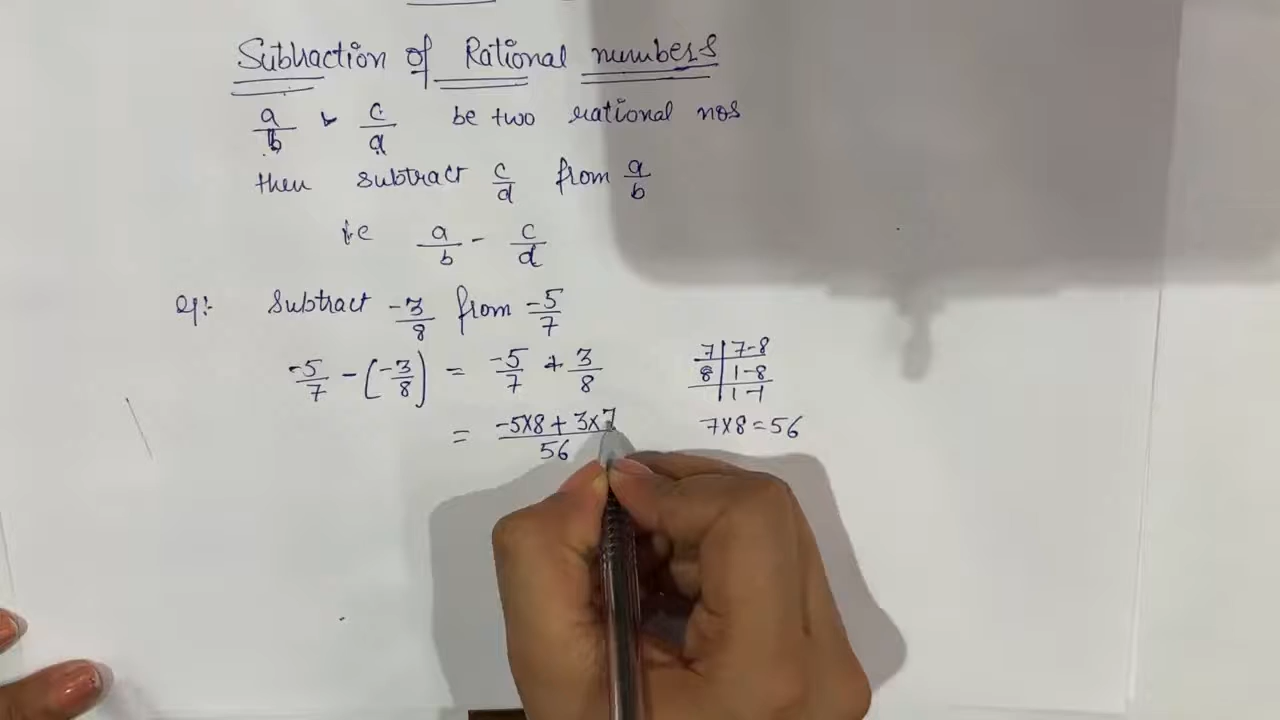 Subtraction of Rational numbers
a/b & c/d be two rational nos
then subtract c/d from a/b
ie a/b - c/d
eg:- Subtract -3/8 from -5/7
-5/7 - (-3/8) = -5/7 + 3/8
= -5×8 + 3×7/56
7 | 7-8
8 | 1-8
1-1
7×8=56